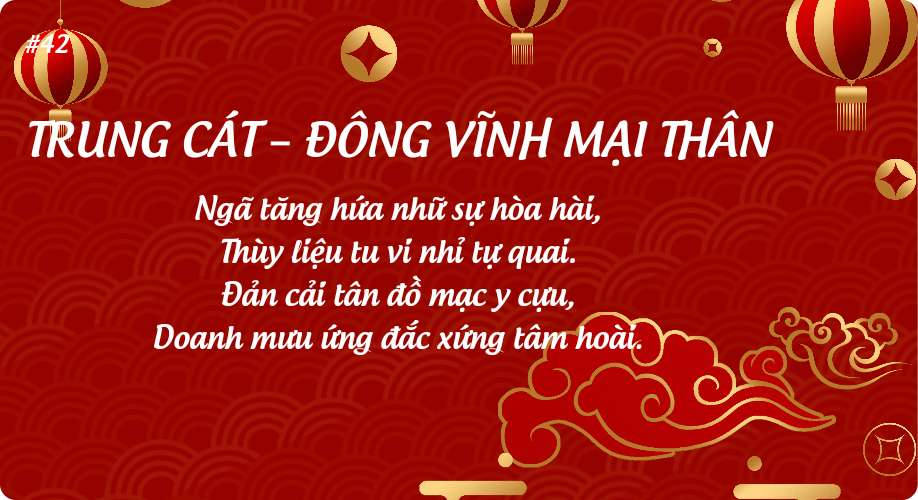 #42
TRUNG CÁT – ĐÔNG VĨNH MẠI THÂN
Ngã tăng hứa nhữ sự hòa hài,
Thùy liệu tu vi nhỉ tự quai.
Đản cải tân đồ mạc y cựu,
Doanh mưu ứng đắc xứng tâm hoài.